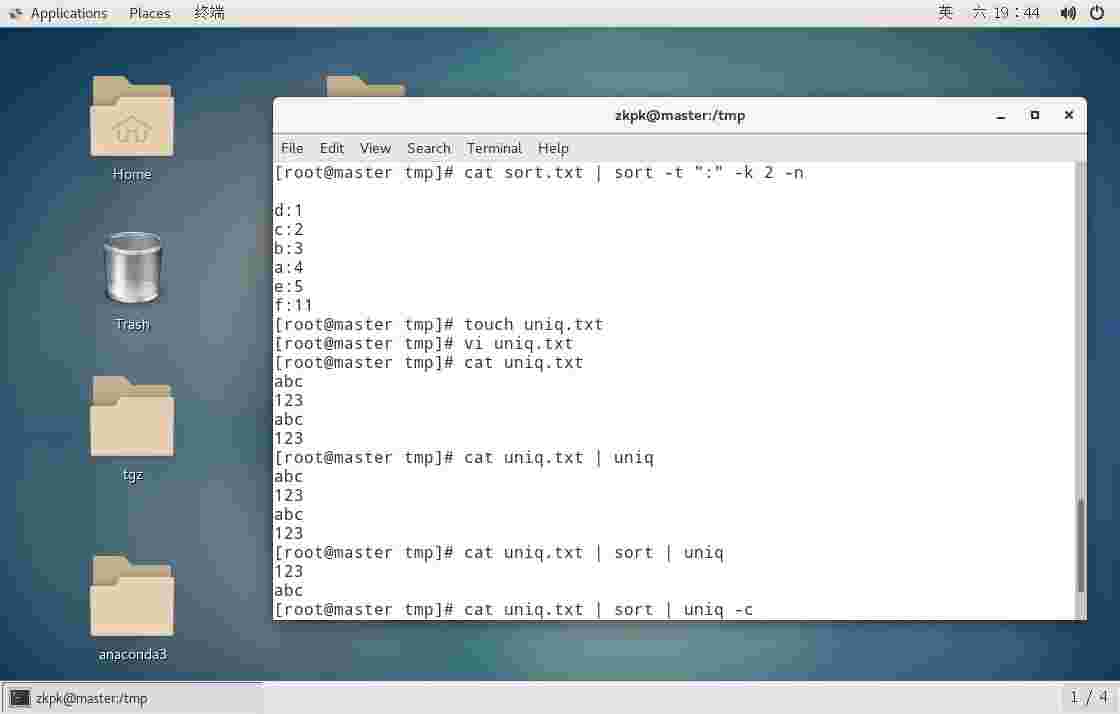 Applications Places 终端 英 六 19：44
Home
Trash
tgz
anaconda3
zkpk@master:/tmp
File Edit View Search Terminal Help
[root@master tmp]# cat sort.txt | sort -t ":" -k 2 -n
d:1
c:2
b:3
a:4
e:5
f:11
[root@master tmp]# touch uniq.txt
[root@master tmp]# vi uniq.txt
[root@master tmp]# cat uniq.txt
abc
123
abc
123
[root@master tmp]# cat uniq.txt | uniq
abc
123
abc
123
[root@master tmp]# cat uniq.txt | sort | uniq
123
abc
[root@master tmp]# cat uniq.txt | sort | uniq -c
zkpk@master:/tmp 1 / 4